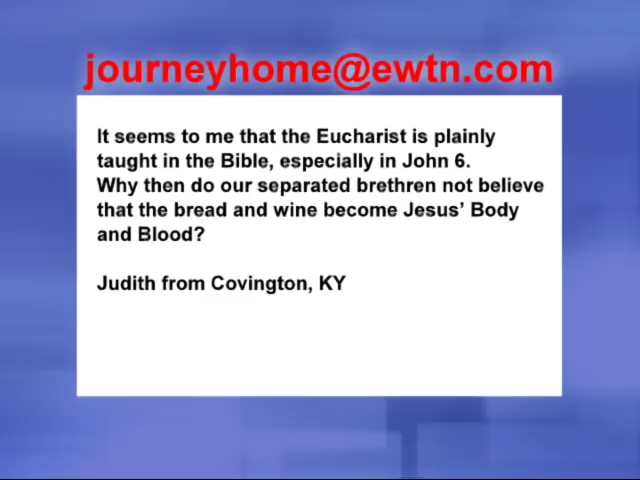 journeyhome@ewtn.com
It seems to me that the Eucharist is plainly
taught in the Bible, especially in John 6.
Why then do our separated brethren not believe
that the bread and wine become Jesus' Body
and Blood?
Judith from Covington, KY